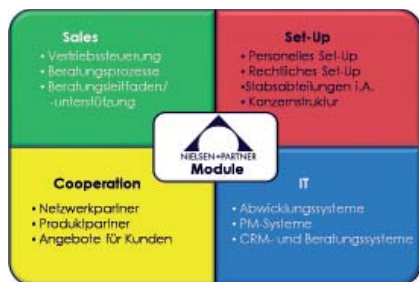 Sales
• Vertriebssteuerung
• Beratungsprozesse
• Beratungsleitfaden/
-unterstützung
Set-Up
• Personelles Set-Up
• Rechtliches Set-Up
•Stabsabteilungen i.A.
• Konzernstruktur
NIELSEN+PARTNER
Module
Cooperation
• Netzwerkpartner
• Produktpartner
• Angebote für Kunden
IT
• Abwicklungssysteme
• PM-Systeme
• CRM- und Beratungssysteme